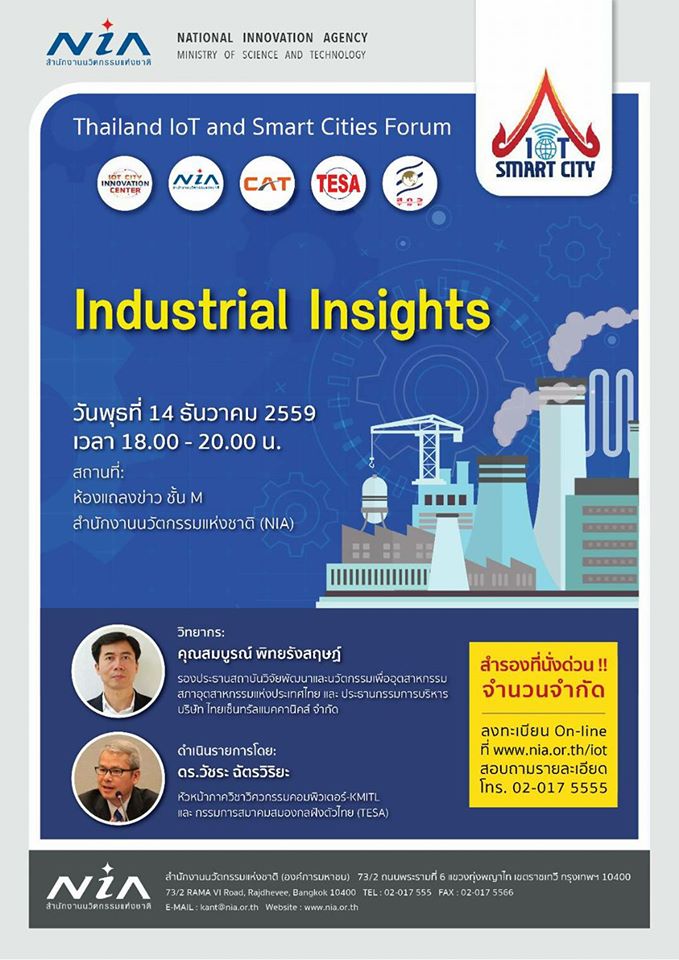 NiA
สำนักงานนวัตกรรมแห่งชาติ
NATIONAL INNOVATION AGENCY
MINISTRY OF SCIENCE AND TECHNOLOGY
Thailand IoT and Smart Cities Forum
IOT CITY
INNOVATION
CENTER
NiA
สำนักงานนวัตกรรมแห่งชาติ
CAT
TESA
IOT
SMART CITY
Industrial Insights
วันพุธที่ 14 ธันวาคม 2559
เวลา 18.00 - 20.00 น.
สถานที่:
ห้องแถลงข่าว ชั้น M
สำนักงานนวัตกรรมแห่งชาติ (NIA)
วิทยากร:
คุณสมบูรณ์ พิทยรังสฤษฎ์
รองประธานสถาบันวิจัยพัฒนาและนวัตกรรมเพื่ออุตสาหกรรม
สภาอุตสาหกรรมแห่งประเทศไทย และ ประธานกรรมการบริหาร
บริษัท ไทยเซ็นทรัลแมคคานิคส์ จำกัด
ดำเนินรายการโดย:
ดร.วัชระ ฉัตรวิริยะ
หัวหน้าภาควิชาวิศวกรรมคอมพิวเตอร์-KMITL
และ กรรมการสมาคมสมองกลฝังตัวไทย (TESA)
สำรองที่นั่งด่วน !!
จำนวนจำกัด
ลงทะเบียน On-line
ที่ www.nia.or.th/iot
สอบถามรายละเอียด
โทร. 02-017 5555
NiA
สำนักงานนวัตกรรมแห่งชาติ
สำนักงานนวัตกรรมแห่งชาติ (องค์การมหาชน) 73/2 ถนนพระรามที่ 6 แขวงทุ่งพญาไท เขตราชเทวี กรุงเทพฯ 10400
73/2 RAMA VI Road, Rajdhevee, Bangkok 10400 TEL : 02-017 555 FAX : 02-017 5566
E-MAIL : kant@nia.or.th Website : www.nia.or.th